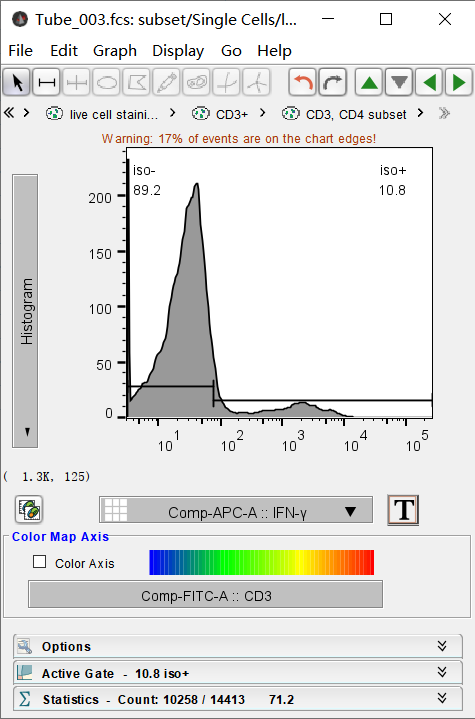 Tube_003.fcs: subset/Single Cells/l...
File Edit Graph Display Go Help
T
live cell staini... CD3+ CD3, CD4 subset
Warning: 17% of events are on the chart edges!
iso- iso+
89.2 10.8
200
150
100
50
0
10^1 10^2 10^3 10^4 10^5
Histogram
( 1.3K, 125)
Comp-APC-A :: IFN-γ T
Color Map Axis
Color Axis
Comp-FITC-A :: CD3
Options
Active Gate - 10.8 iso+
Σ Statistics - Count: 10258 / 14413 71.2